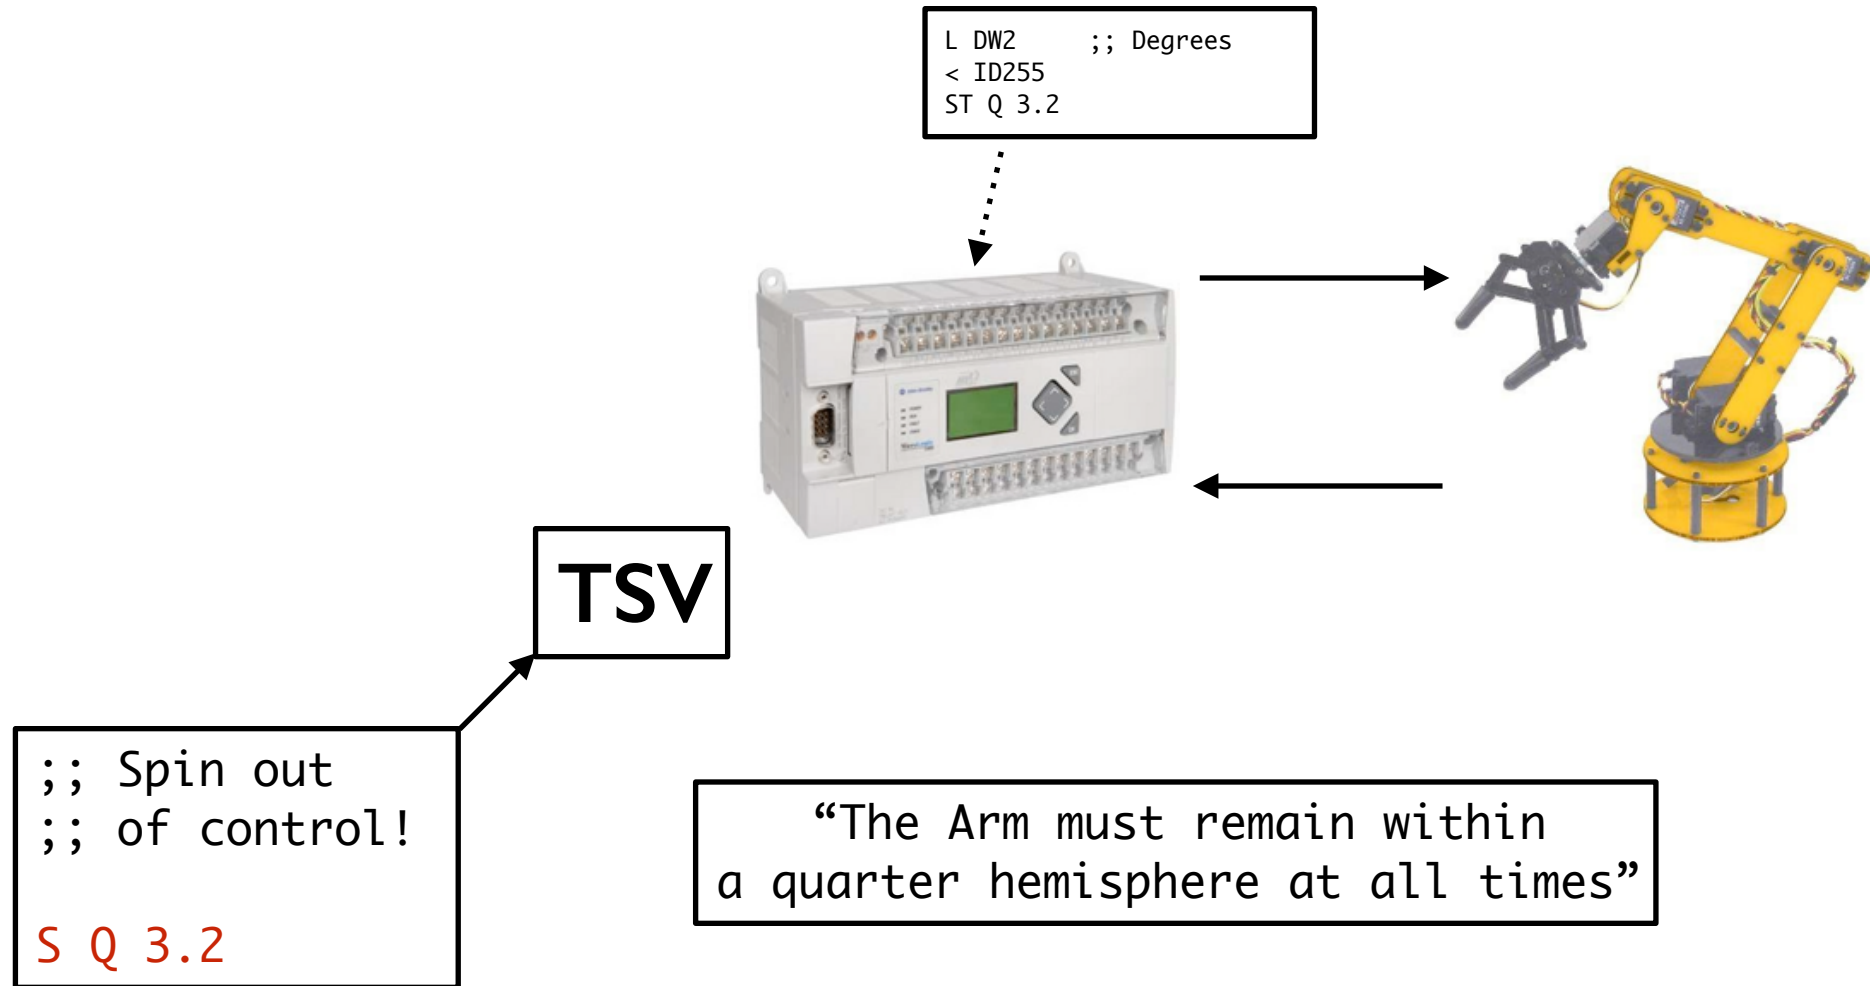 L DW2     ;; Degrees
< ID255
ST Q 3.2
TSV
;; Spin out
;; of control!
S Q 3.2
“The Arm must remain within
a quarter hemisphere at all times”